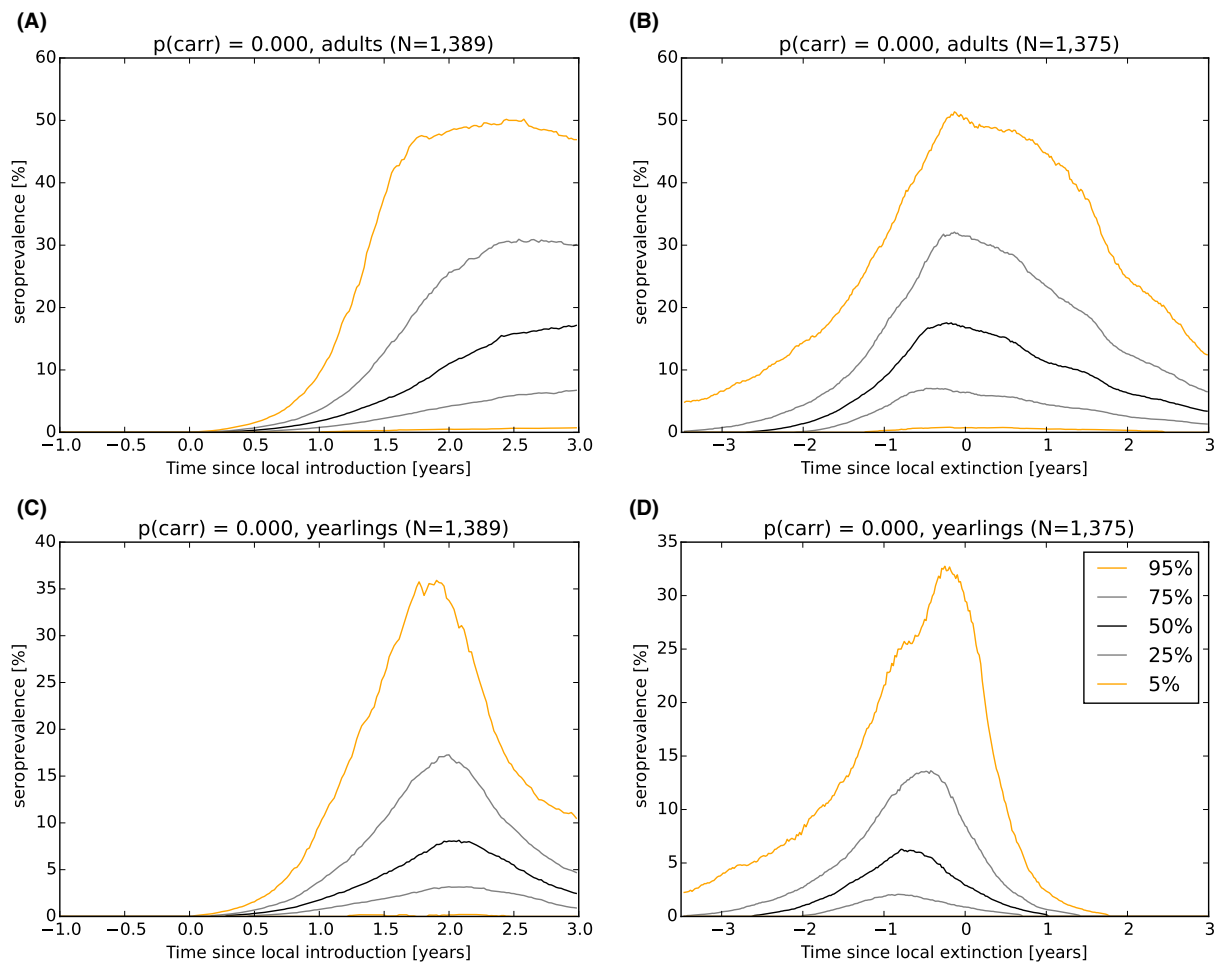 (A)
p(carr) = 0.000, adults (N=1,389)
60
50
40
30
20
10
0
seroprevalence [%]
−1.0 −0.5 0.0 0.5 1.0 1.5 2.0 2.5 3.0
Time since local introduction [years]
(B)
p(carr) = 0.000, adults (N=1,375)
60
50
40
30
20
10
0
seroprevalence [%]
−3 −2 −1 0 1 2 3
Time since local extinction [years]
(C)
p(carr) = 0.000, yearlings (N=1,389)
40
35
30
25
20
15
10
5
0
seroprevalence [%]
−1.0 −0.5 0.0 0.5 1.0 1.5 2.0 2.5 3.0
Time since local introduction [years]
(D)
p(carr) = 0.000, yearlings (N=1,375)
35
30
25
20
15
10
5
0
seroprevalence [%]
−3 −2 −1 0 1 2 3
Time since local extinction [years]
95%
75%
50%
25%
5%